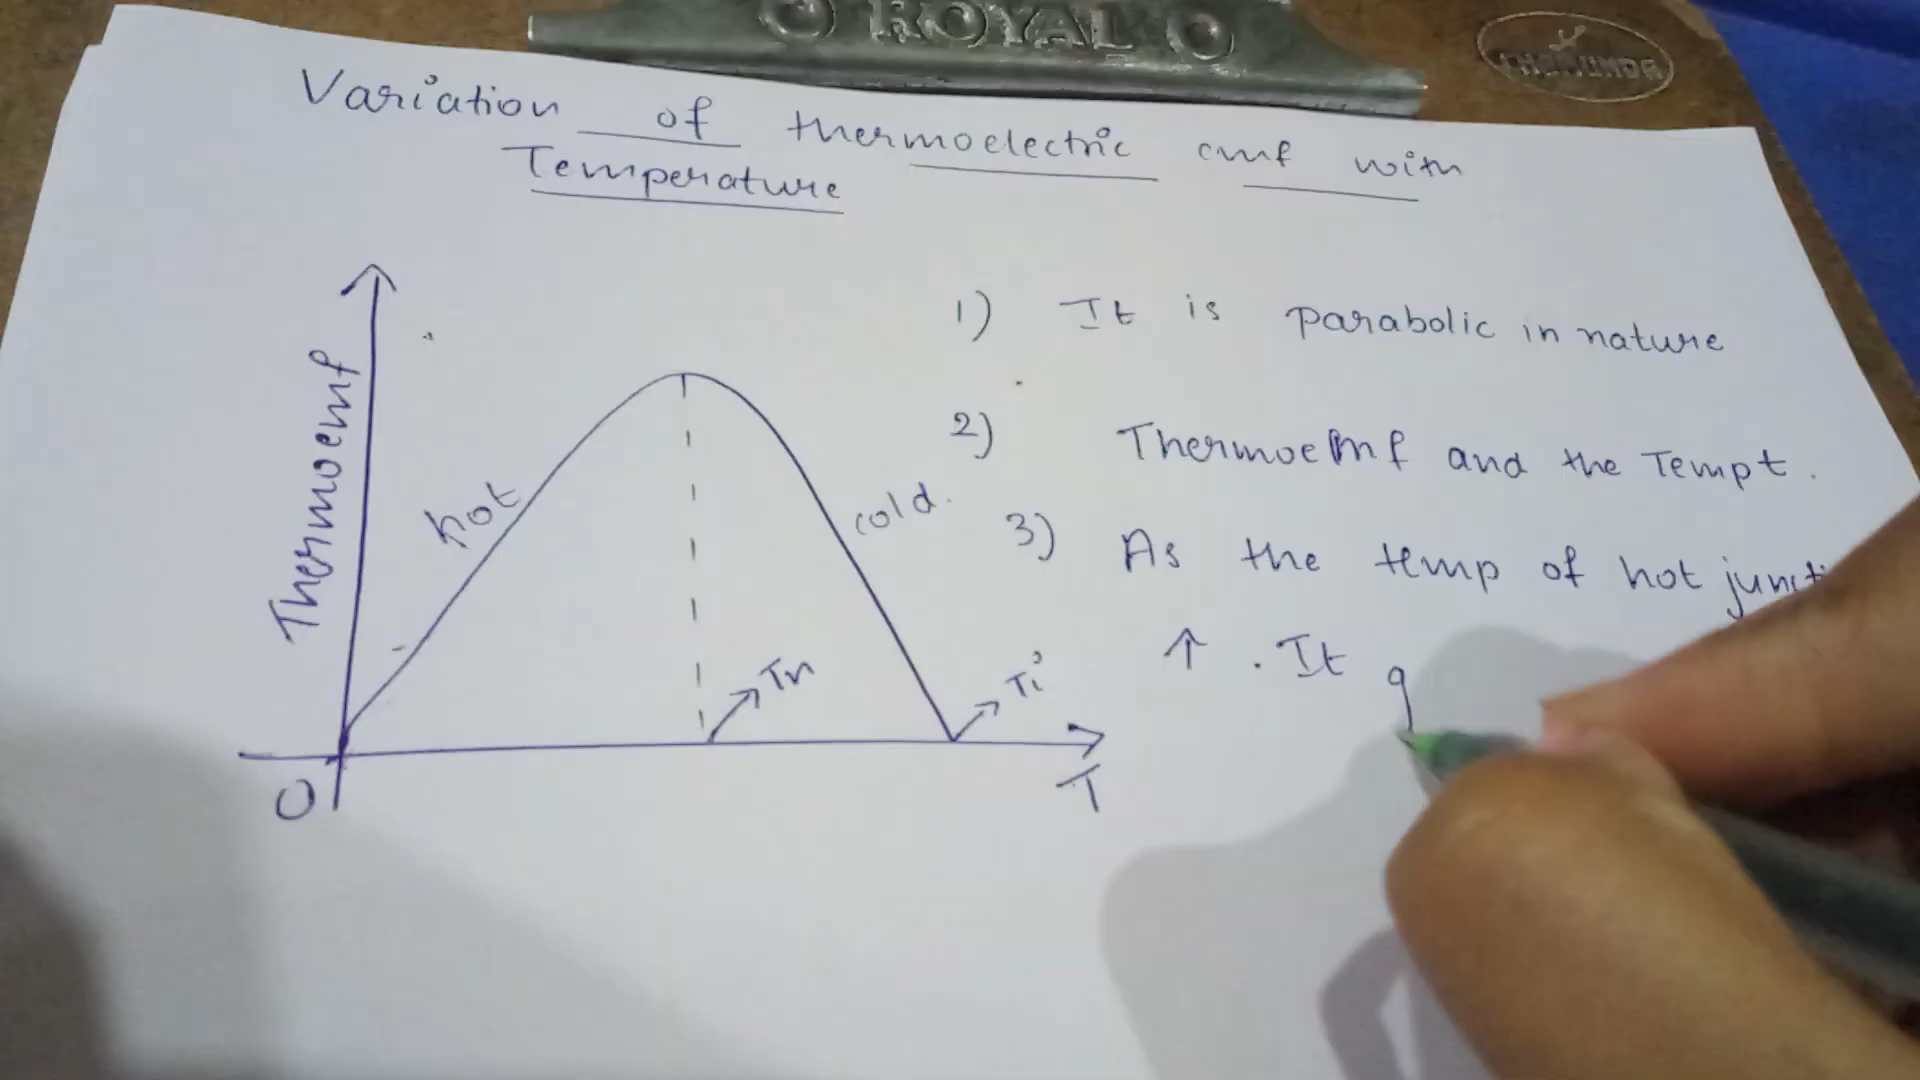 ROYAL
Variation of thermoelectric emf with
Temperature
Thermoemf
hot
cold.
Tn
Ti
O
T
1) It is parabolic in nature
2) Thermoemf and the Tempt.
3) As the temp of hot
↑. It